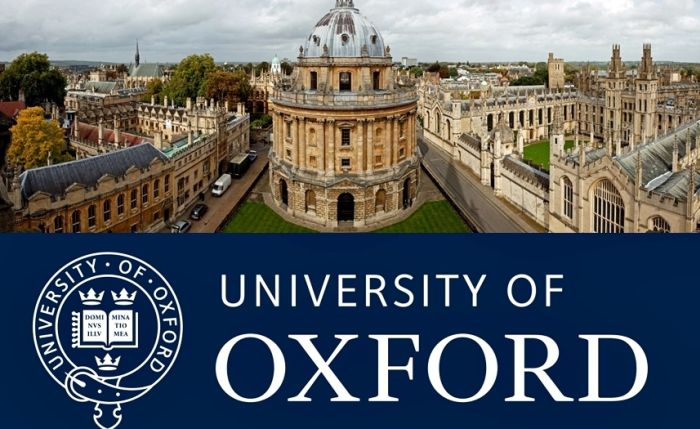 UNIVERSITY · OF · OXFORD
DOMI MINA
NVS TIO
ILLV MEA
UNIVERSITY OF
OXFORD